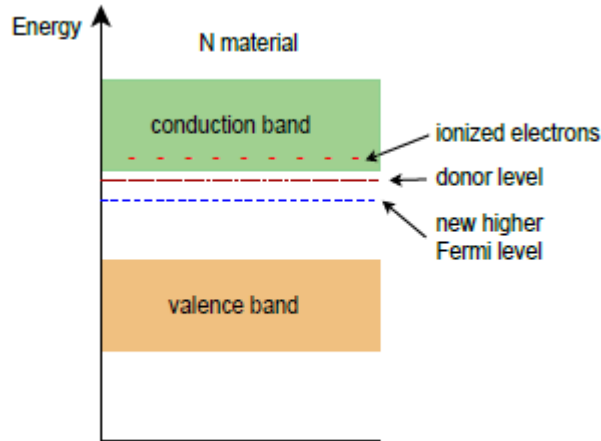 Energy
N material
conduction band
ionized electrons
donor level
new higher
Fermi level
valence band